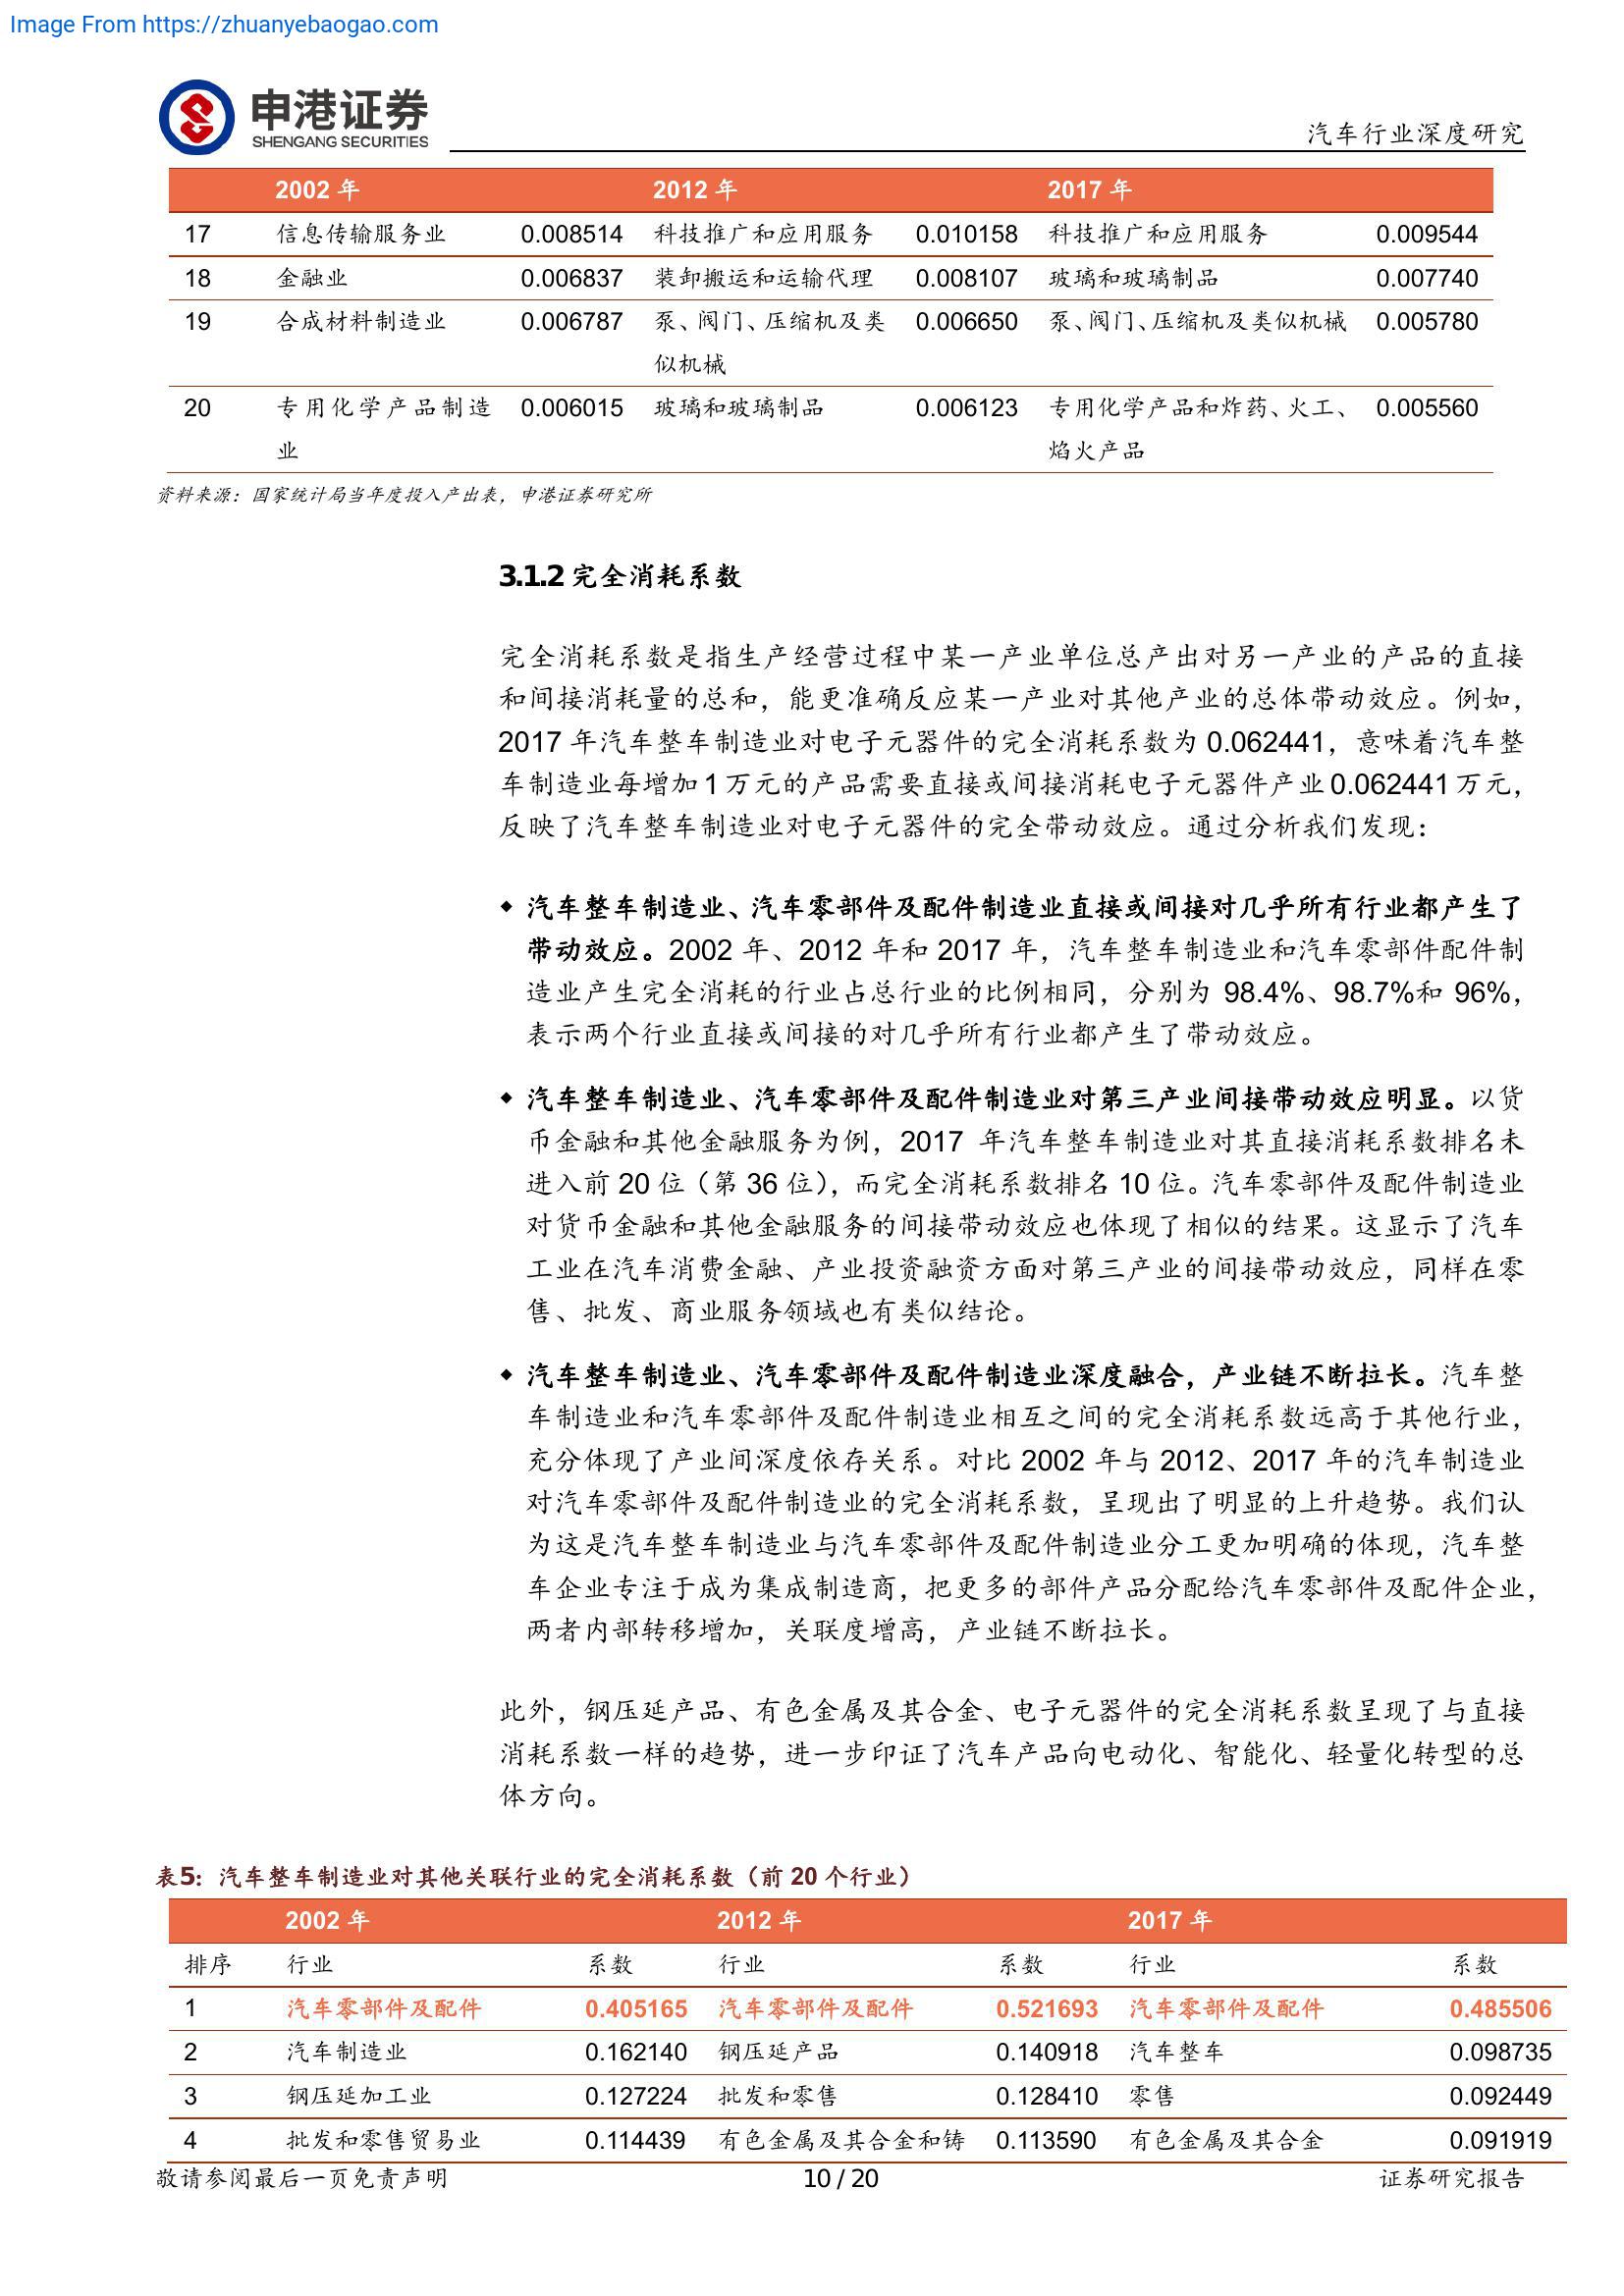 Image From https://zhuanyebaogao.com
申港证券
SHENGANG SECURITIES
汽车行业深度研究
2002 年 2012 年 2017 年
17 信息传输服务业 0.008514 科技推广和应用服务 0.010158 科技推广和应用服务 0.009544
18 金融业 0.006837 装卸搬运和运输代理 0.008107 玻璃和玻璃制品 0.007740
19 合成材料制造业 0.006787 泵、阀门、压缩机及类 0.006650 泵、阀门、压缩机及类似机械 0.005780
似机械
20 专用化学产品制造 0.006015 玻璃和玻璃制品 0.006123 专用化学产品和炸药、火工、 0.005560
业 焰火产品
资料来源：国家统计局当年度投入产出表，申港证券研究所
3.1.2 完全消耗系数
完全消耗系数是指生产经营过程中某一产业单位总产出对另一产业的产品的直接
和间接消耗量的总和，能更准确反应某一产业对其他产业的总体带动效应。例如，
2017 年汽车整车制造业对电子元器件的完全消耗系数为 0.062441，意味着汽车整
车制造业每增加 1 万元的产品需要直接或间接消耗电子元器件产业 0.062441 万元，
反映了汽车整车制造业对电子元器件的完全带动效应。通过分析我们发现：
◆ 汽车整车制造业、汽车零部件及配件制造业直接或间接对几乎所有行业都产生了
带动效应。2002 年、2012 年和 2017 年，汽车整车制造业和汽车零部件配件制
造业产生完全消耗的行业占总行业的比例相同，分别为 98.4%、98.7%和 96%，
表示两个行业直接或间接的对几乎所有行业都产生了带动效应。
◆ 汽车整车制造业、汽车零部件及配件制造业对第三产业间接带动效应明显。以货
币金融和其他金融服务为例，2017 年汽车整车制造业对其直接消耗系数排名未
进入前 20 位（第 36 位），而完全消耗系数排名 10 位。汽车零部件及配件制造业
对货币金融和其他金融服务的间接带动效应也体现了相似的结果。这显示了汽车
工业在汽车消费金融、产业投资融资方面对第三产业的间接带动效应，同样在零
售、批发、商业服务领域也有类似结论。
◆ 汽车整车制造业、汽车零部件及配件制造业深度融合，产业链不断拉长。汽车整
车制造业和汽车零部件及配件制造业相互之间的完全消耗系数远高于其他行业，
充分体现了产业间深度依存关系。对比 2002 年与 2012、2017 年的汽车制造业
对汽车零部件及配件制造业的完全消耗系数，呈现出了明显的上升趋势。我们认
为这是汽车整车制造业与汽车零部件及配件制造业分工更加明确的体现，汽车整
车企业专注于成为集成制造商，把更多的部件产品分配给汽车零部件及配件企业，
两者内部转移增加，关联度增高，产业链不断拉长。
此外，钢压延产品、有色金属及其合金、电子元器件的完全消耗系数呈现了与直接
消耗系数一样的趋势，进一步印证了汽车产品向电动化、智能化、轻量化转型的总
体方向。
表5：汽车整车制造业对其他关联行业的完全消耗系数（前 20 个行业）
2002 年 2012 年 2017 年
排序 行业 系数 行业 系数 行业 系数
1 汽车零部件及配件 0.405165 汽车零部件及配件 0.521693 汽车零部件及配件 0.485506
2 汽车制造业 0.162140 钢压延产品 0.140918 汽车整车 0.098735
3 钢压延加工业 0.127224 批发和零售 0.128410 零售 0.092449
4 批发和零售贸易业 0.114439 有色金属及其合金和铸 0.113590 有色金属及其合金 0.091919
敬请参阅最后一页免责声明 10 / 20 证券研究报告